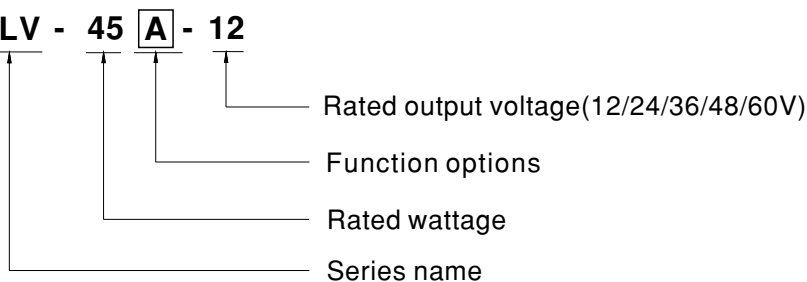 LV - 45 A - 12
Rated output voltage(12/24/36/48/60V)
Function options
Rated wattage
Series name